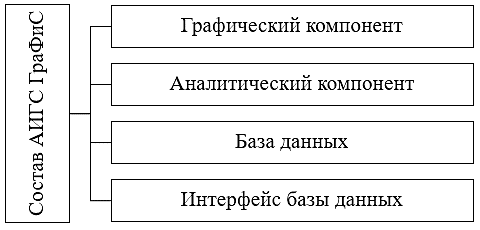 Состав АИГС ГраФиС
Графический компонент
Аналитический компонент
База данных
Интерфейс базы данных